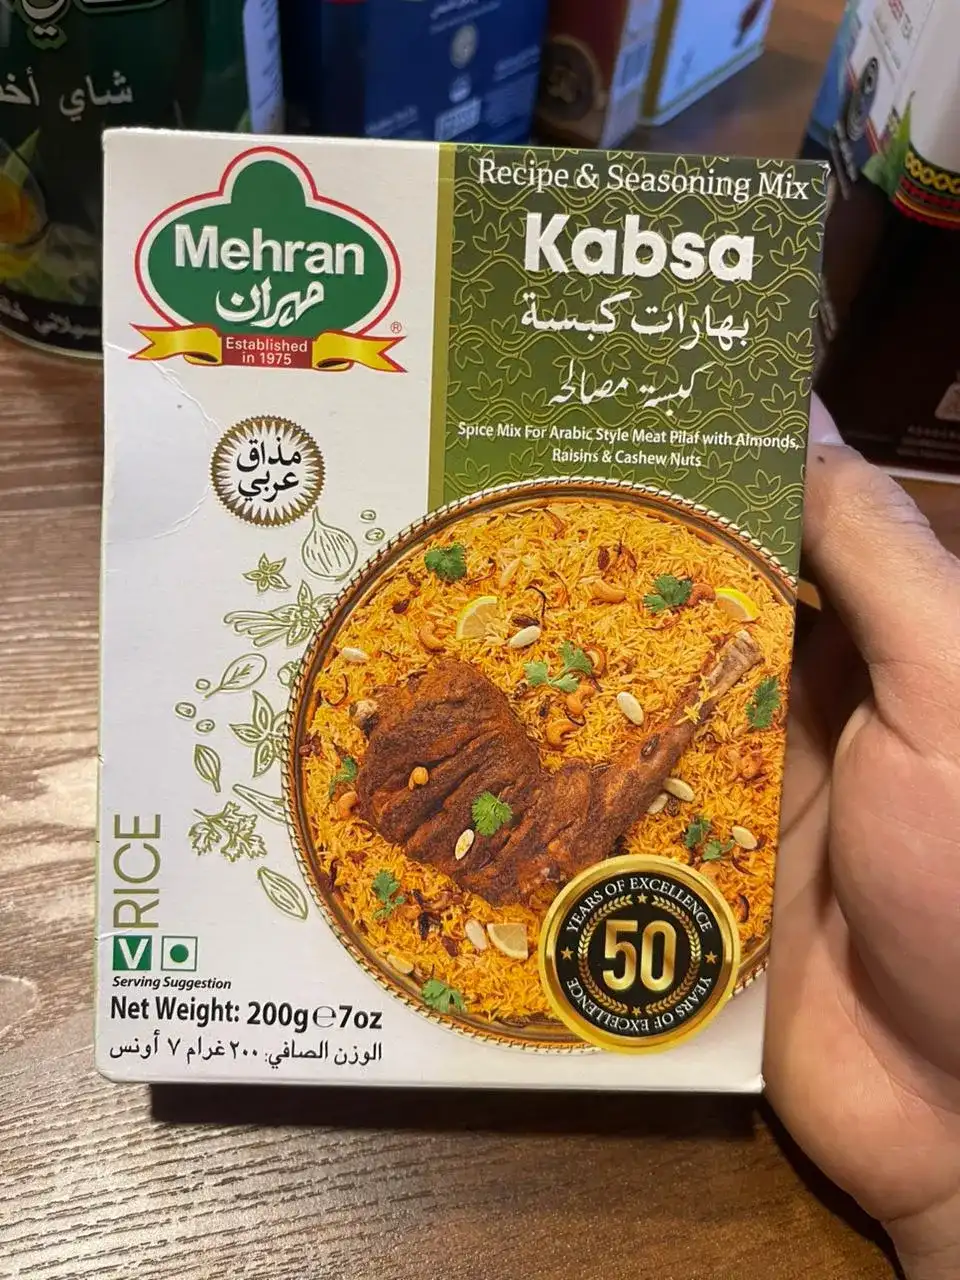 شاي أخ
Recipe & Seasoning Mix
Kabsa
بهارات كبسة
کبسة مصالحہ
Spice Mix For Arabic Style Meat Pilaf with Almonds,
Raisins & Cashew Nuts
Mehran
مهران
®
Established
in 1975
مذاق
عربي
RICE
V
Serving Suggestion
Net Weight: 200g℮7oz
الوزن الصافي: ٢٠٠ غرام ٧ أونس
YEARS OF EXCELLENCE
50
YEARS OF EXCELLENCE